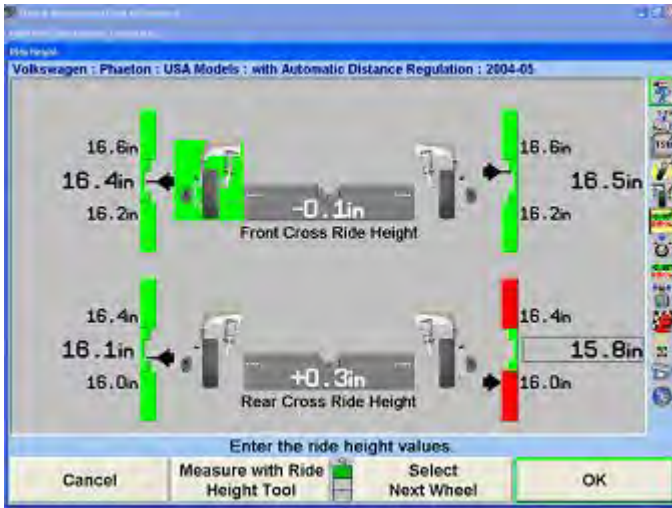 Ride Height
Volkswagen : Phaeton : USA Models : with Automatic Distance Regulation : 2004-05
16.6in 16.6in
16.4in 16.5in
16.2in -0.1in 16.2in
Front Cross Ride Height
16.4in 16.4in
16.1in 15.8in
16.0in +0.3in 16.0in
Rear Cross Ride Height
Enter the ride height values.
Cancel Measure with Ride Height Tool Select Next Wheel OK